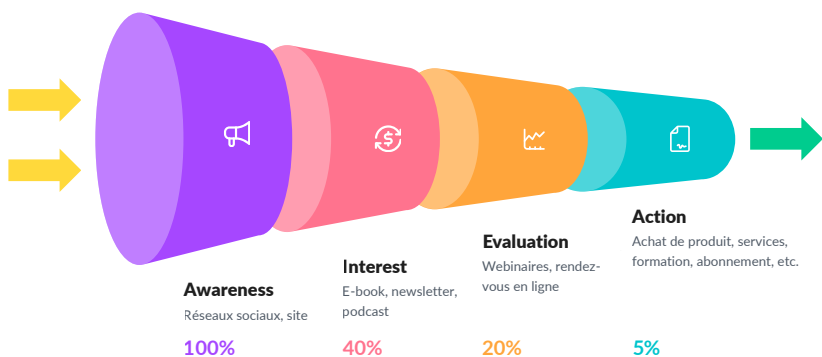 Awareness
Réseaux sociaux, site
100%
Interest
E-book, newsletter,
podcast
40%
Evaluation
Webinaires, rendez-
vous en ligne
20%
Action
Achat de produit, services,
formation, abonnement, etc.
5%